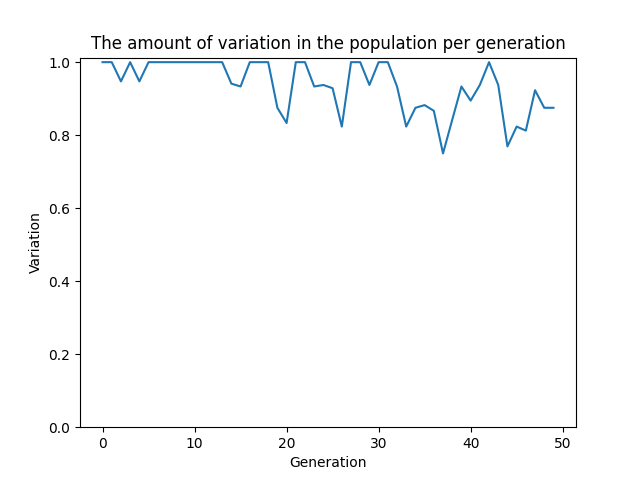 The amount of variation in the population per generation
1.0
0.8
0.6
0.4
0.2
0.0
Variation
0 10 20 30 40 50
Generation